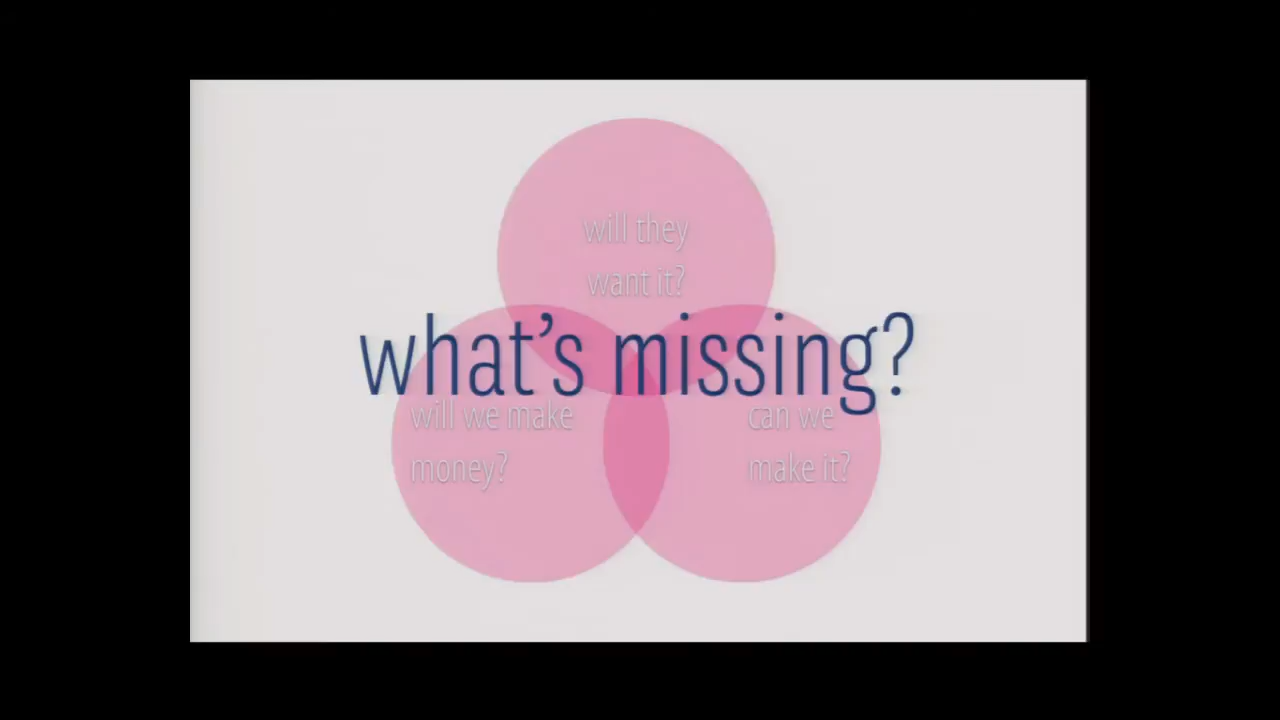 will they
want it?
what's missing?
will we make
money?
can we
make it?